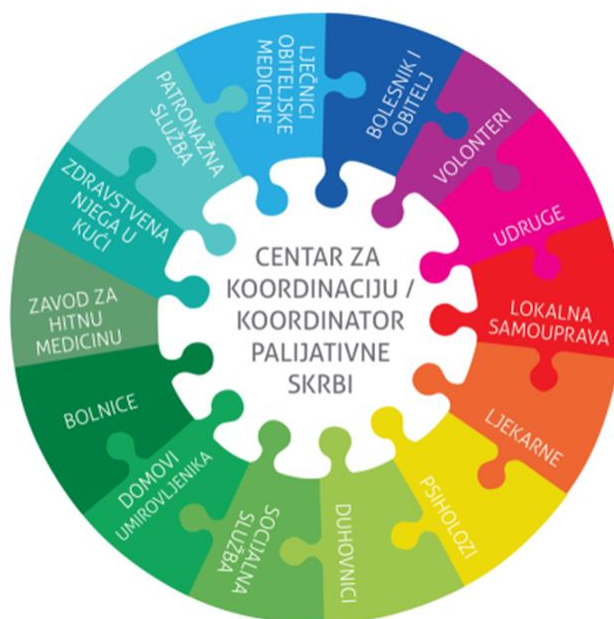 CENTAR ZA
KOORDINACIJU /
KOORDINATOR
PALIJATIVNE
SKRBI
LJEČNICI
OBITELJSKE
MEDICINE
BOLESNIK I
OBITELJ
VOLONTERI
UDRUGE
LOKALNA
SAMOUPRAVA
LJEKARNE
PSIHOLOZI
DUHOVNICI
SOCIJALNA
SLUŽBA
DOMOVI
UMIROVLJENIKA
BOLNICE
ZAVOD ZA
HITNU
MEDICINU
ZDRAVSTVENA
NJEGA U
KUĆI
PATRONAŽNA
SLUŽBA